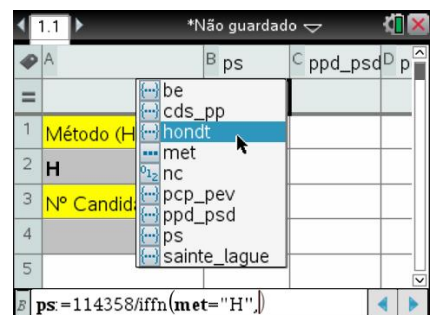 1.1 *Não guardado
A B ps C ppd_psd D p
=
be
cds_pp
1 Método (H hondt
met
2 H nc
3 Nº Candida pcp_pev
ppd_psd
4 ps
sainte_lague
5
B ps:=114358/iffn(met="H",)